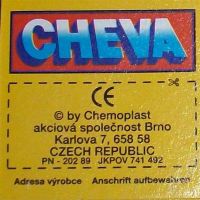 CHEVA
CE
© by Chemoplast
akciová společnost Brno
Karlova 7, 658 58
CZECH REPUBLIC
PN - 202 89 JKPOV 741 492
Adresa výrobce Anschrift aufbewahren